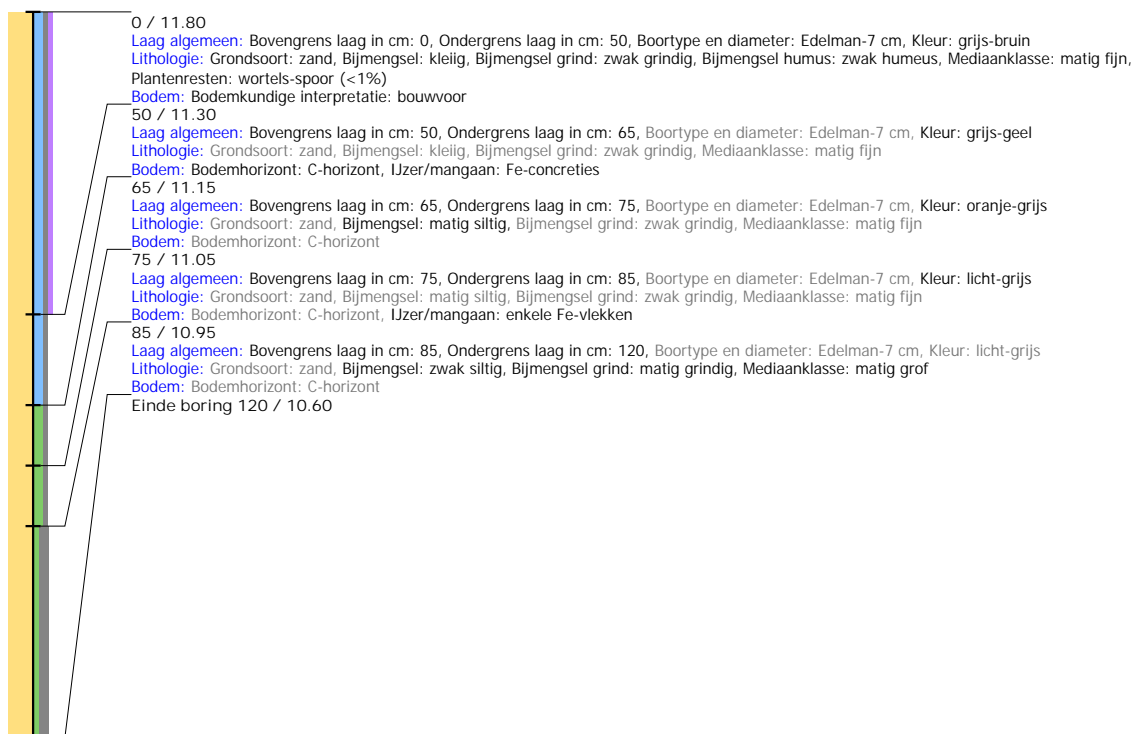 0 / 11.80
Laag algemeen: Bovengrens laag in cm: 0, Ondergrens laag in cm: 50, Boortype en diameter: Edelman-7 cm, Kleur: grijs-bruin
Lithologie: Grondsoort: zand, Bijmengsel: kleiig, Bijmengsel grind: zwak grindig, Bijmengsel humus: zwak humeus, Mediaanklasse: matig fijn,
Plantenresten: wortels-spoor (<1%)
Bodem: Bodemkundige interpretatie: bouwvoor
50 / 11.30
Laag algemeen: Bovengrens laag in cm: 50, Ondergrens laag in cm: 65, Boortype en diameter: Edelman-7 cm, Kleur: grijs-geel
Lithologie: Grondsoort: zand, Bijmengsel: kleiig, Bijmengsel grind: zwak grindig, Mediaanklasse: matig fijn
Bodem: Bodemhorizont: C-horizont, IJzer/mangaan: Fe-concreties
65 / 11.15
Laag algemeen: Bovengrens laag in cm: 65, Ondergrens laag in cm: 75, Boortype en diameter: Edelman-7 cm, Kleur: oranje-grijs
Lithologie: Grondsoort: zand, Bijmengsel: matig siltig, Bijmengsel grind: zwak grindig, Mediaanklasse: matig fijn
Bodem: Bodemhorizont: C-horizont
75 / 11.05
Laag algemeen: Bovengrens laag in cm: 75, Ondergrens laag in cm: 85, Boortype en diameter: Edelman-7 cm, Kleur: licht-grijs
Lithologie: Grondsoort: zand, Bijmengsel: matig siltig, Bijmengsel grind: zwak grindig, Mediaanklasse: matig fijn
Bodem: Bodemhorizont: C-horizont, IJzer/mangaan: enkele Fe-vlekken
85 / 10.95
Laag algemeen: Bovengrens laag in cm: 85, Ondergrens laag in cm: 120, Boortype en diameter: Edelman-7 cm, Kleur: licht-grijs
Lithologie: Grondsoort: zand, Bijmengsel: zwak siltig, Bijmengsel grind: matig grindig, Mediaanklasse: matig grof
Bodem: Bodemhorizont: C-horizont
Einde boring 120 / 10.60